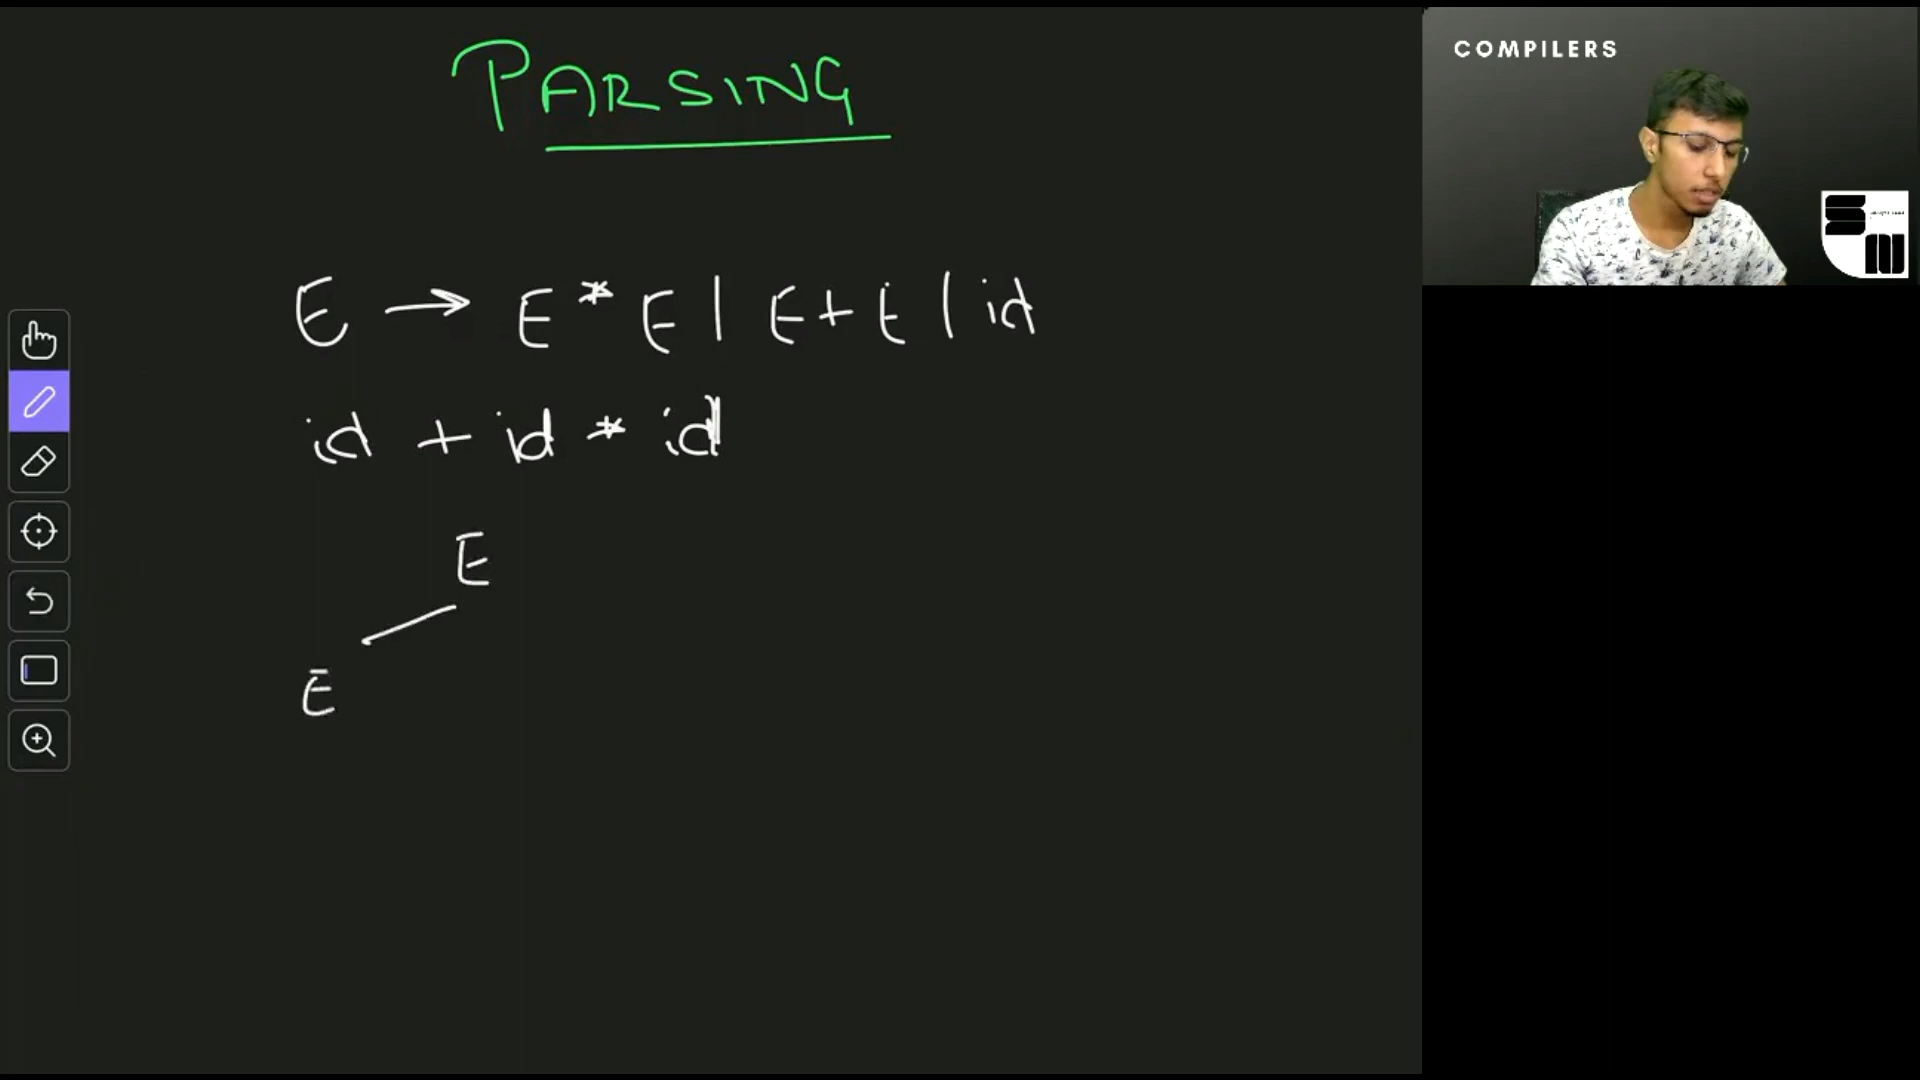 PARSING
COMPILERS
E → E * E | E + E | id
id + id * id
E
E